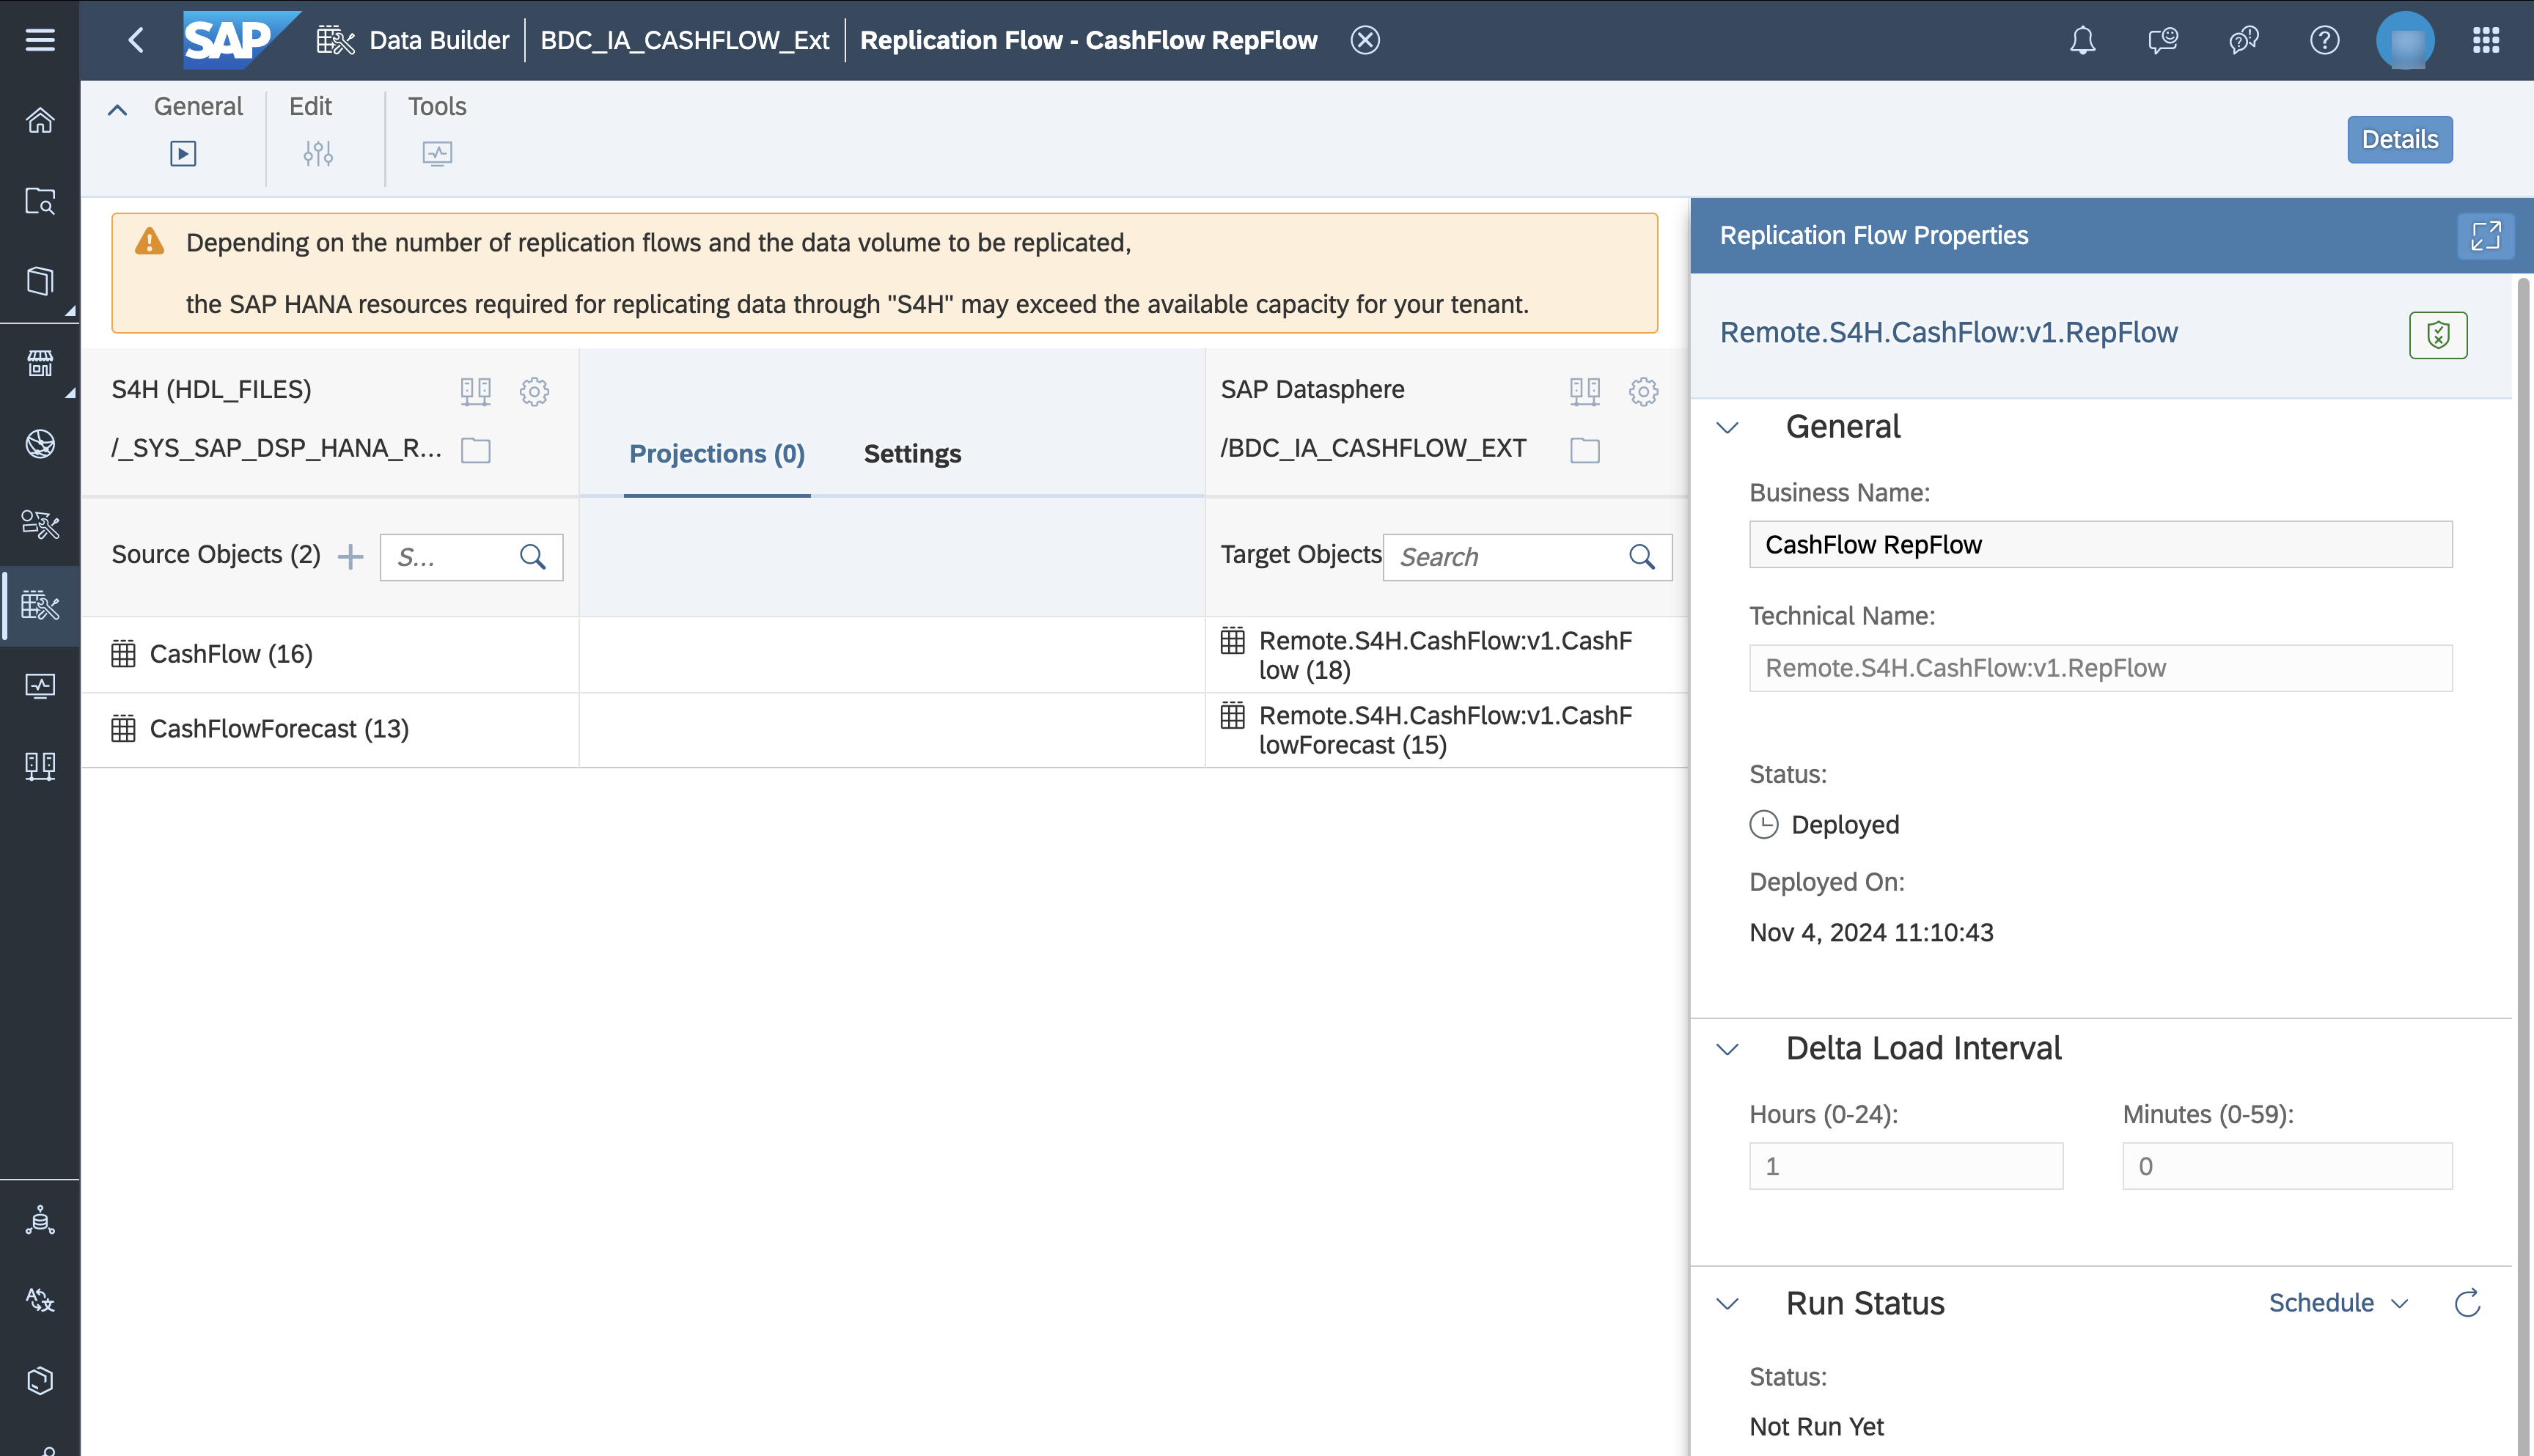 SAP
Data Builder
BDC_IA_CASHFLOW_Ext
Replication Flow - CashFlow RepFlow
General
Edit
Tools
Details
Depending on the number of replication flows and the data volume to be replicated,
the SAP HANA resources required for replicating data through "S4H" may exceed the available capacity for your tenant.
S4H (HDL_FILES)
/_SYS_SAP_DSP_HANA_R...
Projections (0)
Settings
SAP Datasphere
/BDC_IA_CASHFLOW_EXT
Source Objects (2)
S...
Target Objects
Search
CashFlow (16)
Remote.S4H.CashFlow:v1.CashF
low (18)
CashFlowForecast (13)
Remote.S4H.CashFlow:v1.CashF
lowForecast (15)
Replication Flow Properties
Remote.S4H.CashFlow:v1.RepFlow
General
Business Name:
CashFlow RepFlow
Technical Name:
Remote.S4H.CashFlow:v1.RepFlow
Status:
Deployed
Deployed On:
Nov 4, 2024 11:10:43
Delta Load Interval
Hours (0-24):
Minutes (0-59):
1
0
Run Status
Schedule
Status:
Not Run Yet